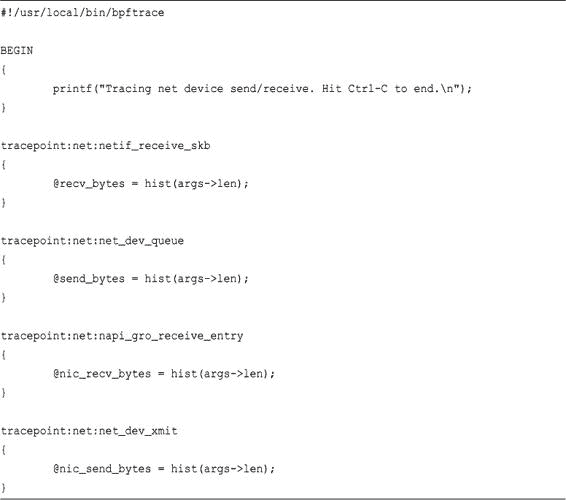 #!/usr/local/bin/bpftrace
BEGIN
{
printf("Tracing net device send/receive. Hit Ctrl-C to end.\n");
}
tracepoint:net:netif_receive_skb
{
@recv_bytes = hist(args->len);
}
tracepoint:net:net_dev_queue
{
@send_bytes = hist(args->len);
}
tracepoint:net:napi_gro_receive_entry
{
@nic_recv_bytes = hist(args->len);
}
tracepoint:net:net_dev_xmit
{
@nic_send_bytes = hist(args->len);
}